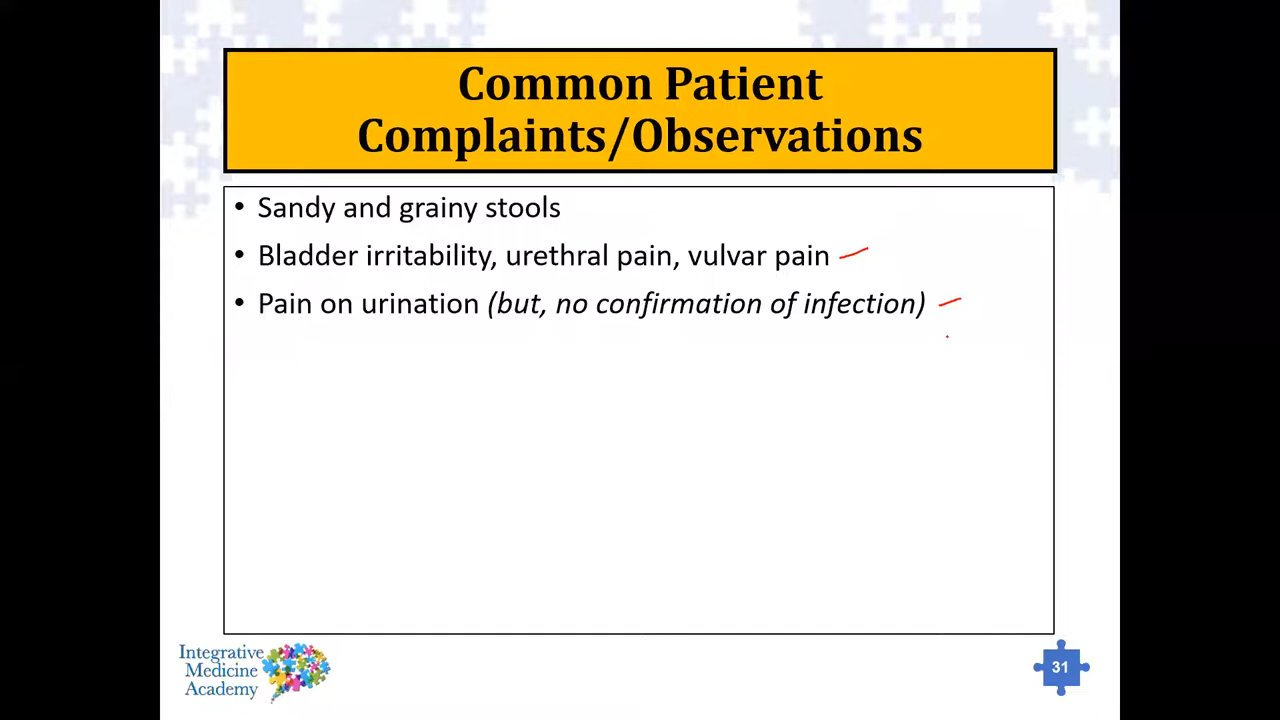 Common Patient
Complaints/Observations
• Sandy and grainy stools
• Bladder irritability, urethral pain, vulvar pain
• Pain on urination (but, no confirmation of infection)
Integrative
Medicine
Academy
31